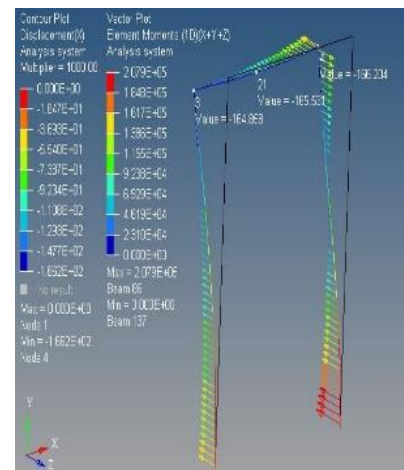 Contour Plot
Displacement(X)
Analysis system
Multiplier = 1000.00
0.000E+00
-1.847E+01
-3.693E+01
-5.540E+01
-7.387E+01
-9.234E+01
-1.108E+02
-1.293E+02
-1.477E+02
-1.662E+02
No result
Max = 0.000E+00
Node 1
Min = -1.662E+02
Node 4
Vector Plot
Element Moments (1D)(X+Y+Z)
Analysis system
2.079E+05
1.848E+05
1.617E+05
1.386E+05
1.155E+05
9.238E+04
6.929E+04
4.619E+04
2.310E+04
0.000E+00
Max = 2.079E+05
Beam 86
Min = 0.000E+00
Beam 137
3
Value = -164.858
21
Value = -165.531
Value = -166.204
Y
X
Z